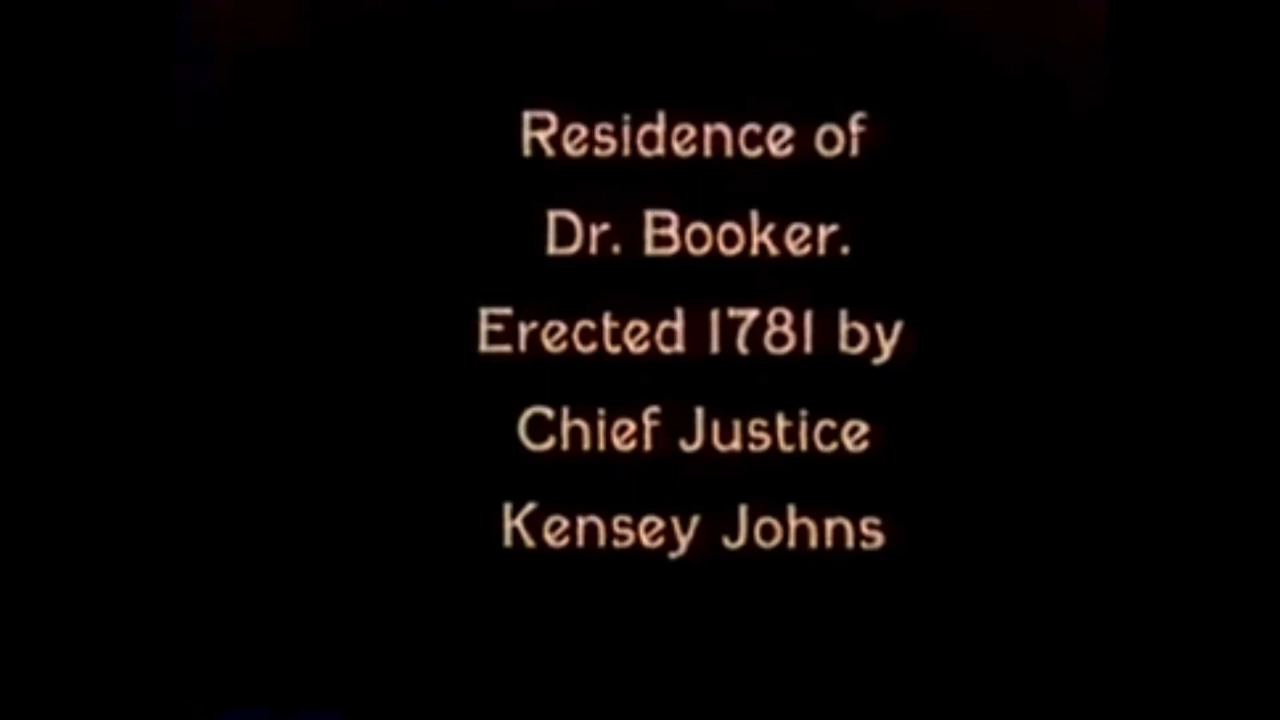 Residence of
Dr. Booker.
Erected 1781 by
Chief Justice
Kensey Johns